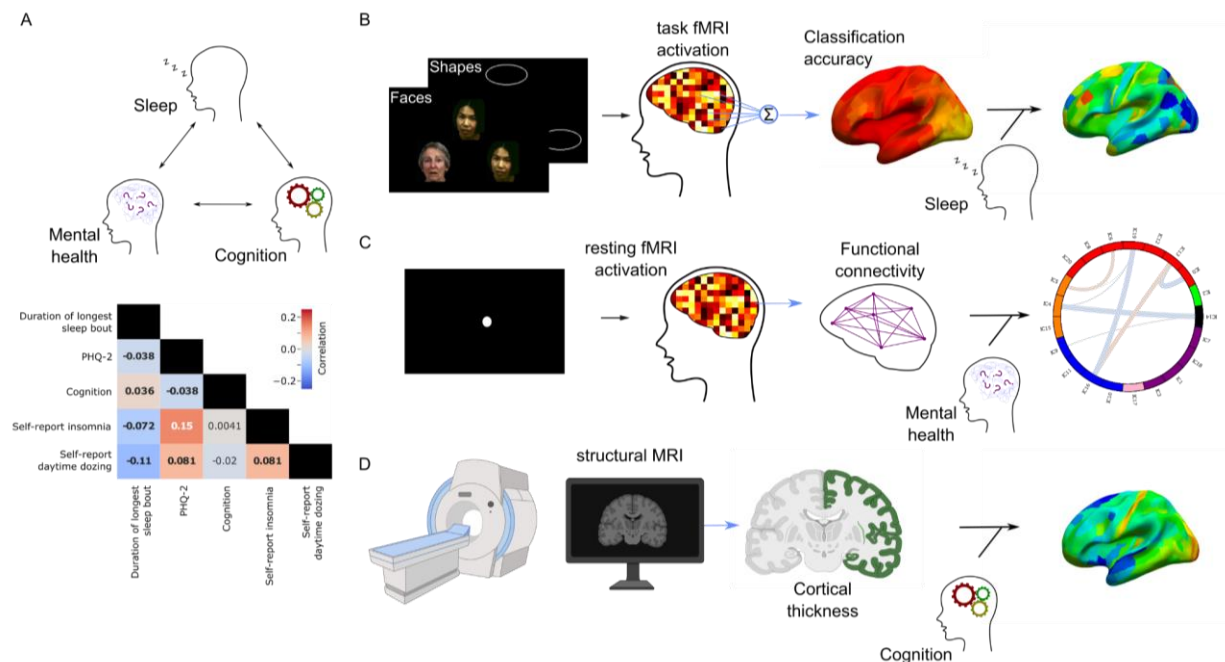 A
z z z
Sleep
Mental
health
Cognition
Duration of longest
sleep bout
PHQ-2
-0.038
Cognition
0.036
-0.038
Self-report insomnia
-0.072
0.15
0.0041
Self-report
daytime dozing
-0.11
0.081
-0.02
0.081
Duration of longest
sleep bout
PHQ-2
Cognition
Self-report insomnia
Self-report
daytime dozing
0.2
0.0
−0.2
Correlation
B
Shapes
Faces
task fMRI
activation
Σ
Classification
accuracy
z z z
Sleep
C
resting fMRI
activation
Functional
connectivity
Mental
health
D
structural MRI
Cortical
thickness
Cognition